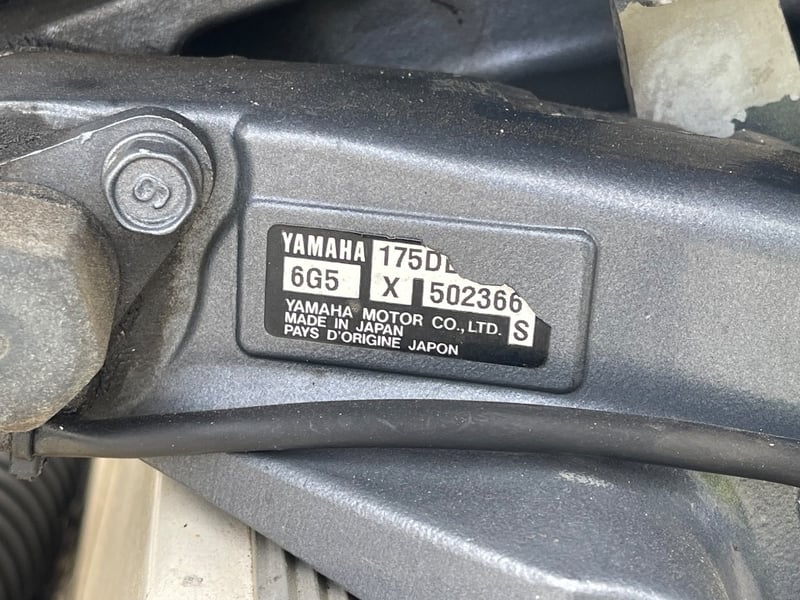 YAMAHA 175D
6G5 X 502366
YAMAHA MOTOR CO., LTD. S
MADE IN JAPAN
PAYS D'ORIGINE JAPON